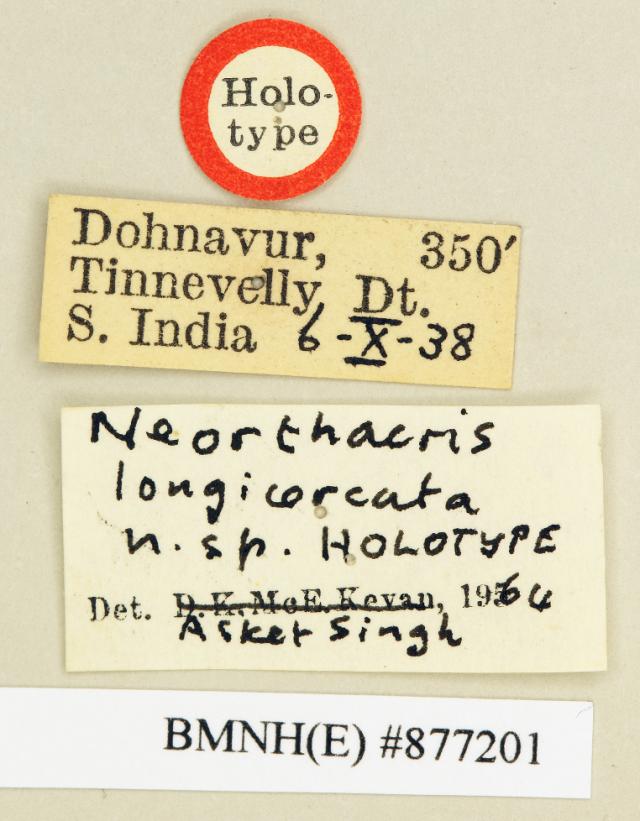 Holo-
type
Dohnavur, 350'
Tinnevelly Dt.
S. India 6-X-38
Neorthacris
longicercata
n.sp. HOLOTYPE
Det. D. K. McE. Kevan, 1964
Asket Singh
BMNH(E) #877201